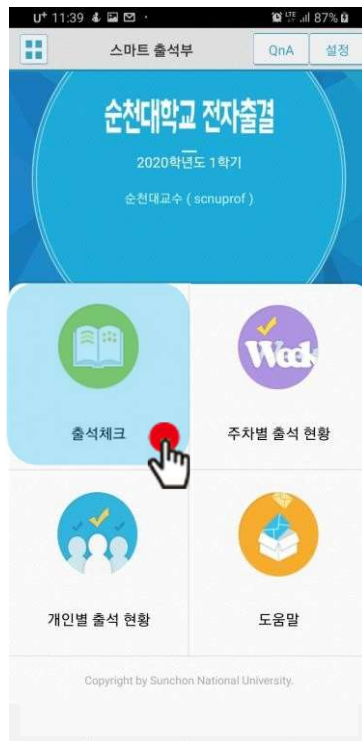 U+ 11:39
LTE 87%
스마트 출석부
QnA
설정
순천대학교 전자출결
2020학년도 1학기
순천대교수 ( scnuprof )
Week
출석체크
주차별 출석 현황
개인별 출석 현황
도움말
Copyright by Sunchon National University.